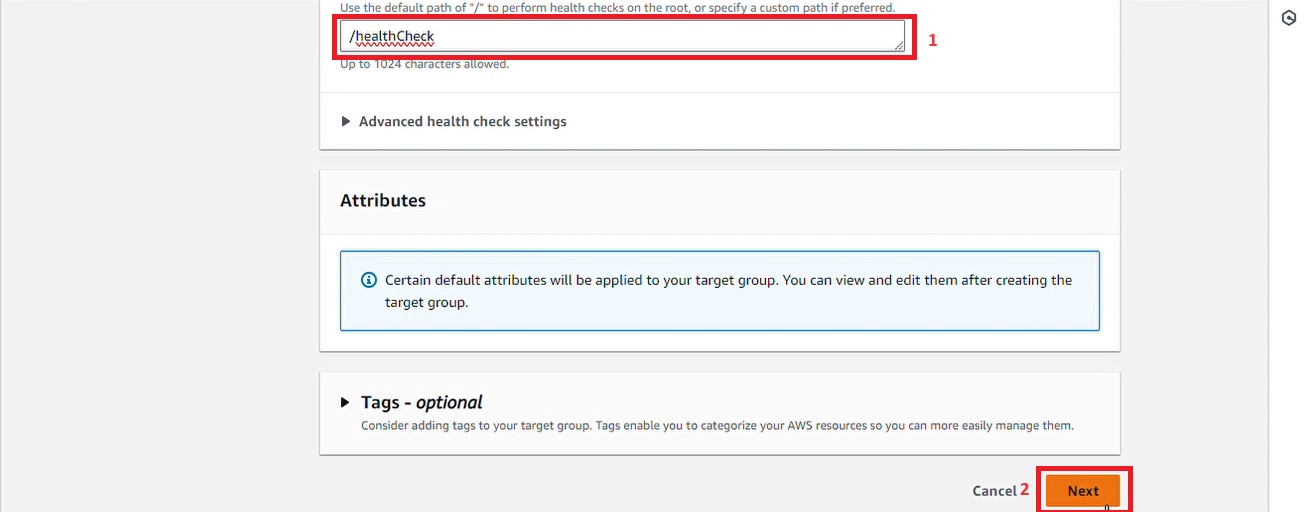 Use the default path of "/" to perform health checks on the root, or specify a custom path if preferred.
/healthCheck
1
Up to 1024 characters allowed.
Advanced health check settings
Attributes
Certain default attributes will be applied to your target group. You can view and edit them after creating the
target group.
Tags - optional
Consider adding tags to your target group. Tags enable you to categorize your AWS resources so you can more easily manage them.
Cancel 2 Next